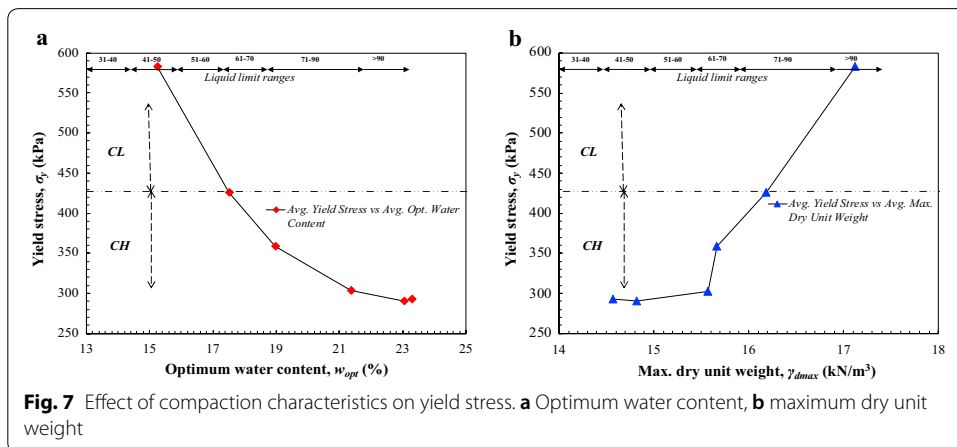 a
600
550
500
450
400
350
300
250
Yield stress, σy (kPa)
31-40 41-50 51-60 61-70 71-90 >90
Liquid limit ranges
CL
CH
Avg. Yield Stress vs Avg. Opt. Water
Content
13 15 17 19 21 23 25
Optimum water content, wopt (%)
b
600
550
500
450
400
350
300
250
Yield stress, σy (kPa)
31-40 41-50 51-60 61-70 71-90 >90
Liquid limit ranges
CL
CH
Avg. Yield Stress vs Avg. Max.
Dry Unit Weight
14 15 16 17 18
Max. dry unit weight, γdmax (kN/m³)
Fig. 7 Effect of compaction characteristics on yield stress. a Optimum water content, b maximum dry unit
weight